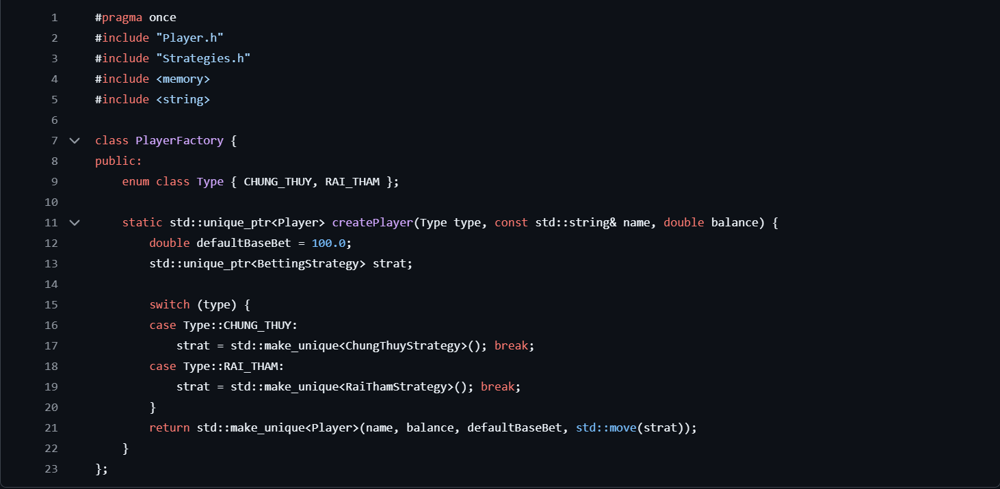 1 #pragma once
2 #include "Player.h"
3 #include "Strategies.h"
4 #include <memory>
5 #include <string>
6
7 class PlayerFactory {
8 public:
9     enum class Type { CHUNG_THUY, RAI_THAM };
10
11     static std::unique_ptr<Player> createPlayer(Type type, const std::string& name, double balance) {
12         double defaultBaseBet = 100.0;
13         std::unique_ptr<BettingStrategy> strat;
14
15         switch (type) {
16         case Type::CHUNG_THUY:
17             strat = std::make_unique<ChungThuyStrategy>(); break;
18         case Type::RAI_THAM:
19             strat = std::make_unique<RaiThamStrategy>(); break;
20         }
21         return std::make_unique<Player>(name, balance, defaultBaseBet, std::move(strat));
22     }
23 };